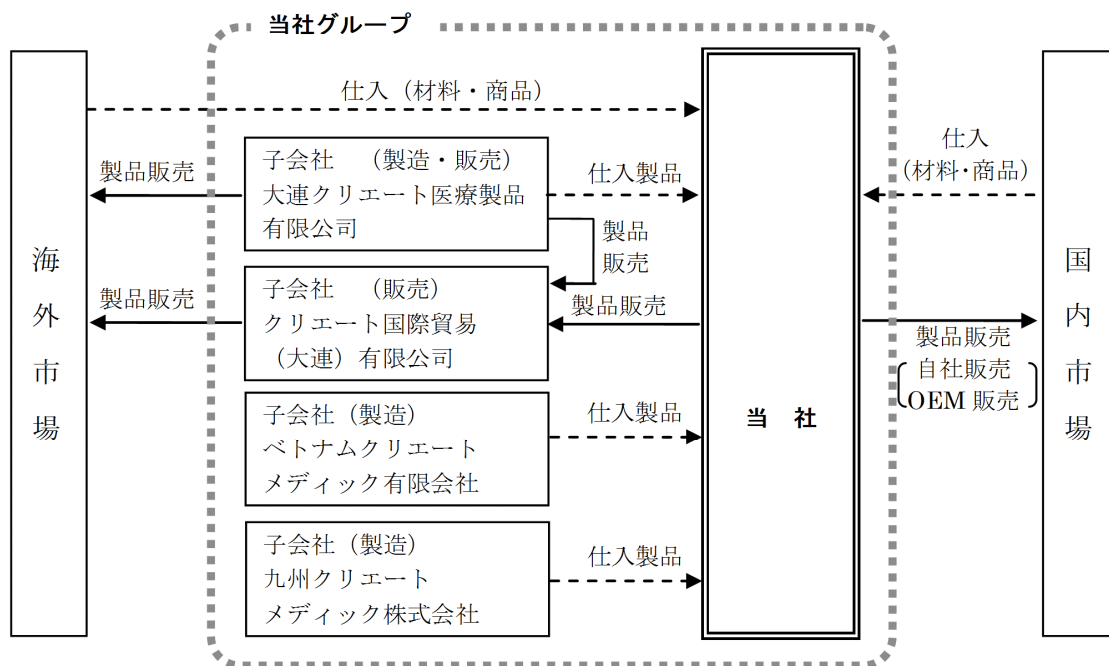 当社グループ
海外市場
仕入（材料・商品）
製品販売
子会社　（製造・販売）
大連クリエート医療製品
有限公司
仕入製品
製品
販売
製品販売
子会社　（販売）
クリエート国際貿易
（大連）有限公司
製品販売
子会社（製造）
ベトナムクリエート
メディック有限会社
仕入製品
子会社（製造）
九州クリエート
メディック株式会社
仕入製品
当　社
仕入
（材料・商品）
製品販売
自社販売
OEM 販売
国内市場